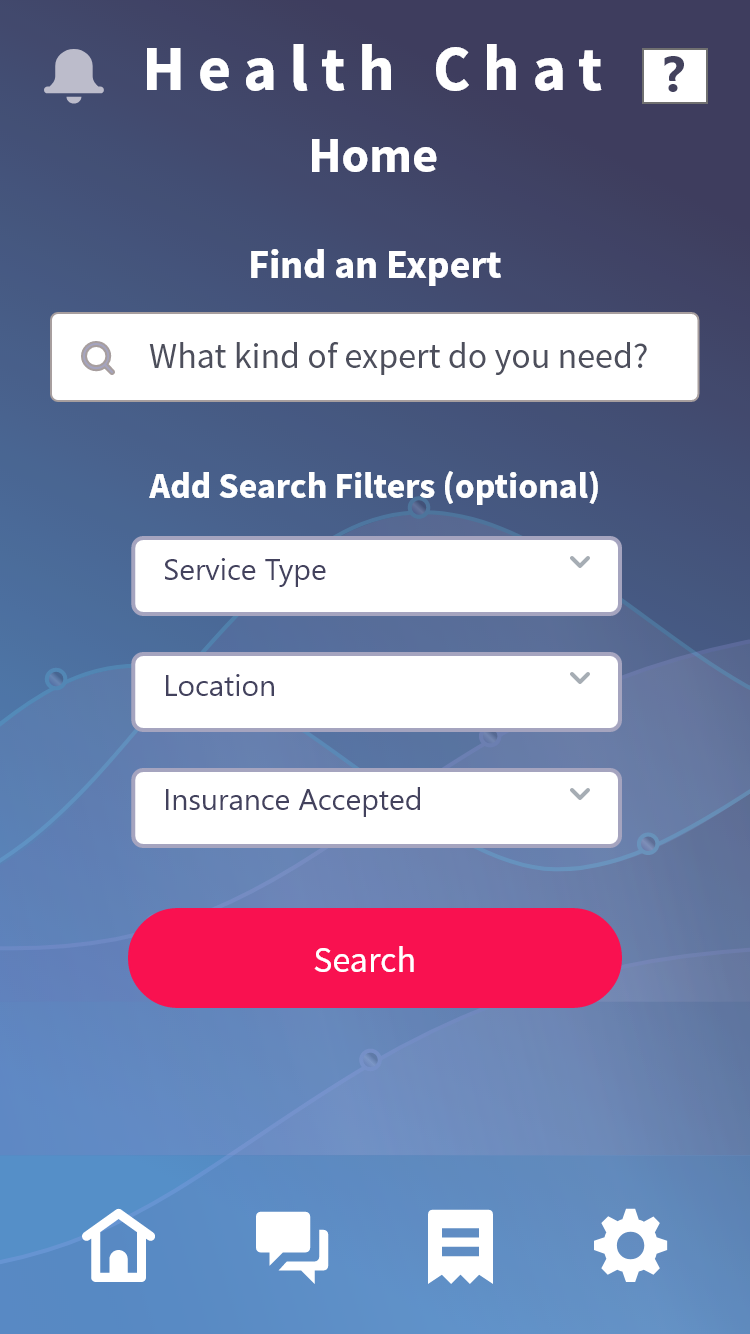 Health Chat ?
Home
Find an Expert
What kind of expert do you need?
Add Search Filters (optional)
Service Type
Location
Insurance Accepted
Search